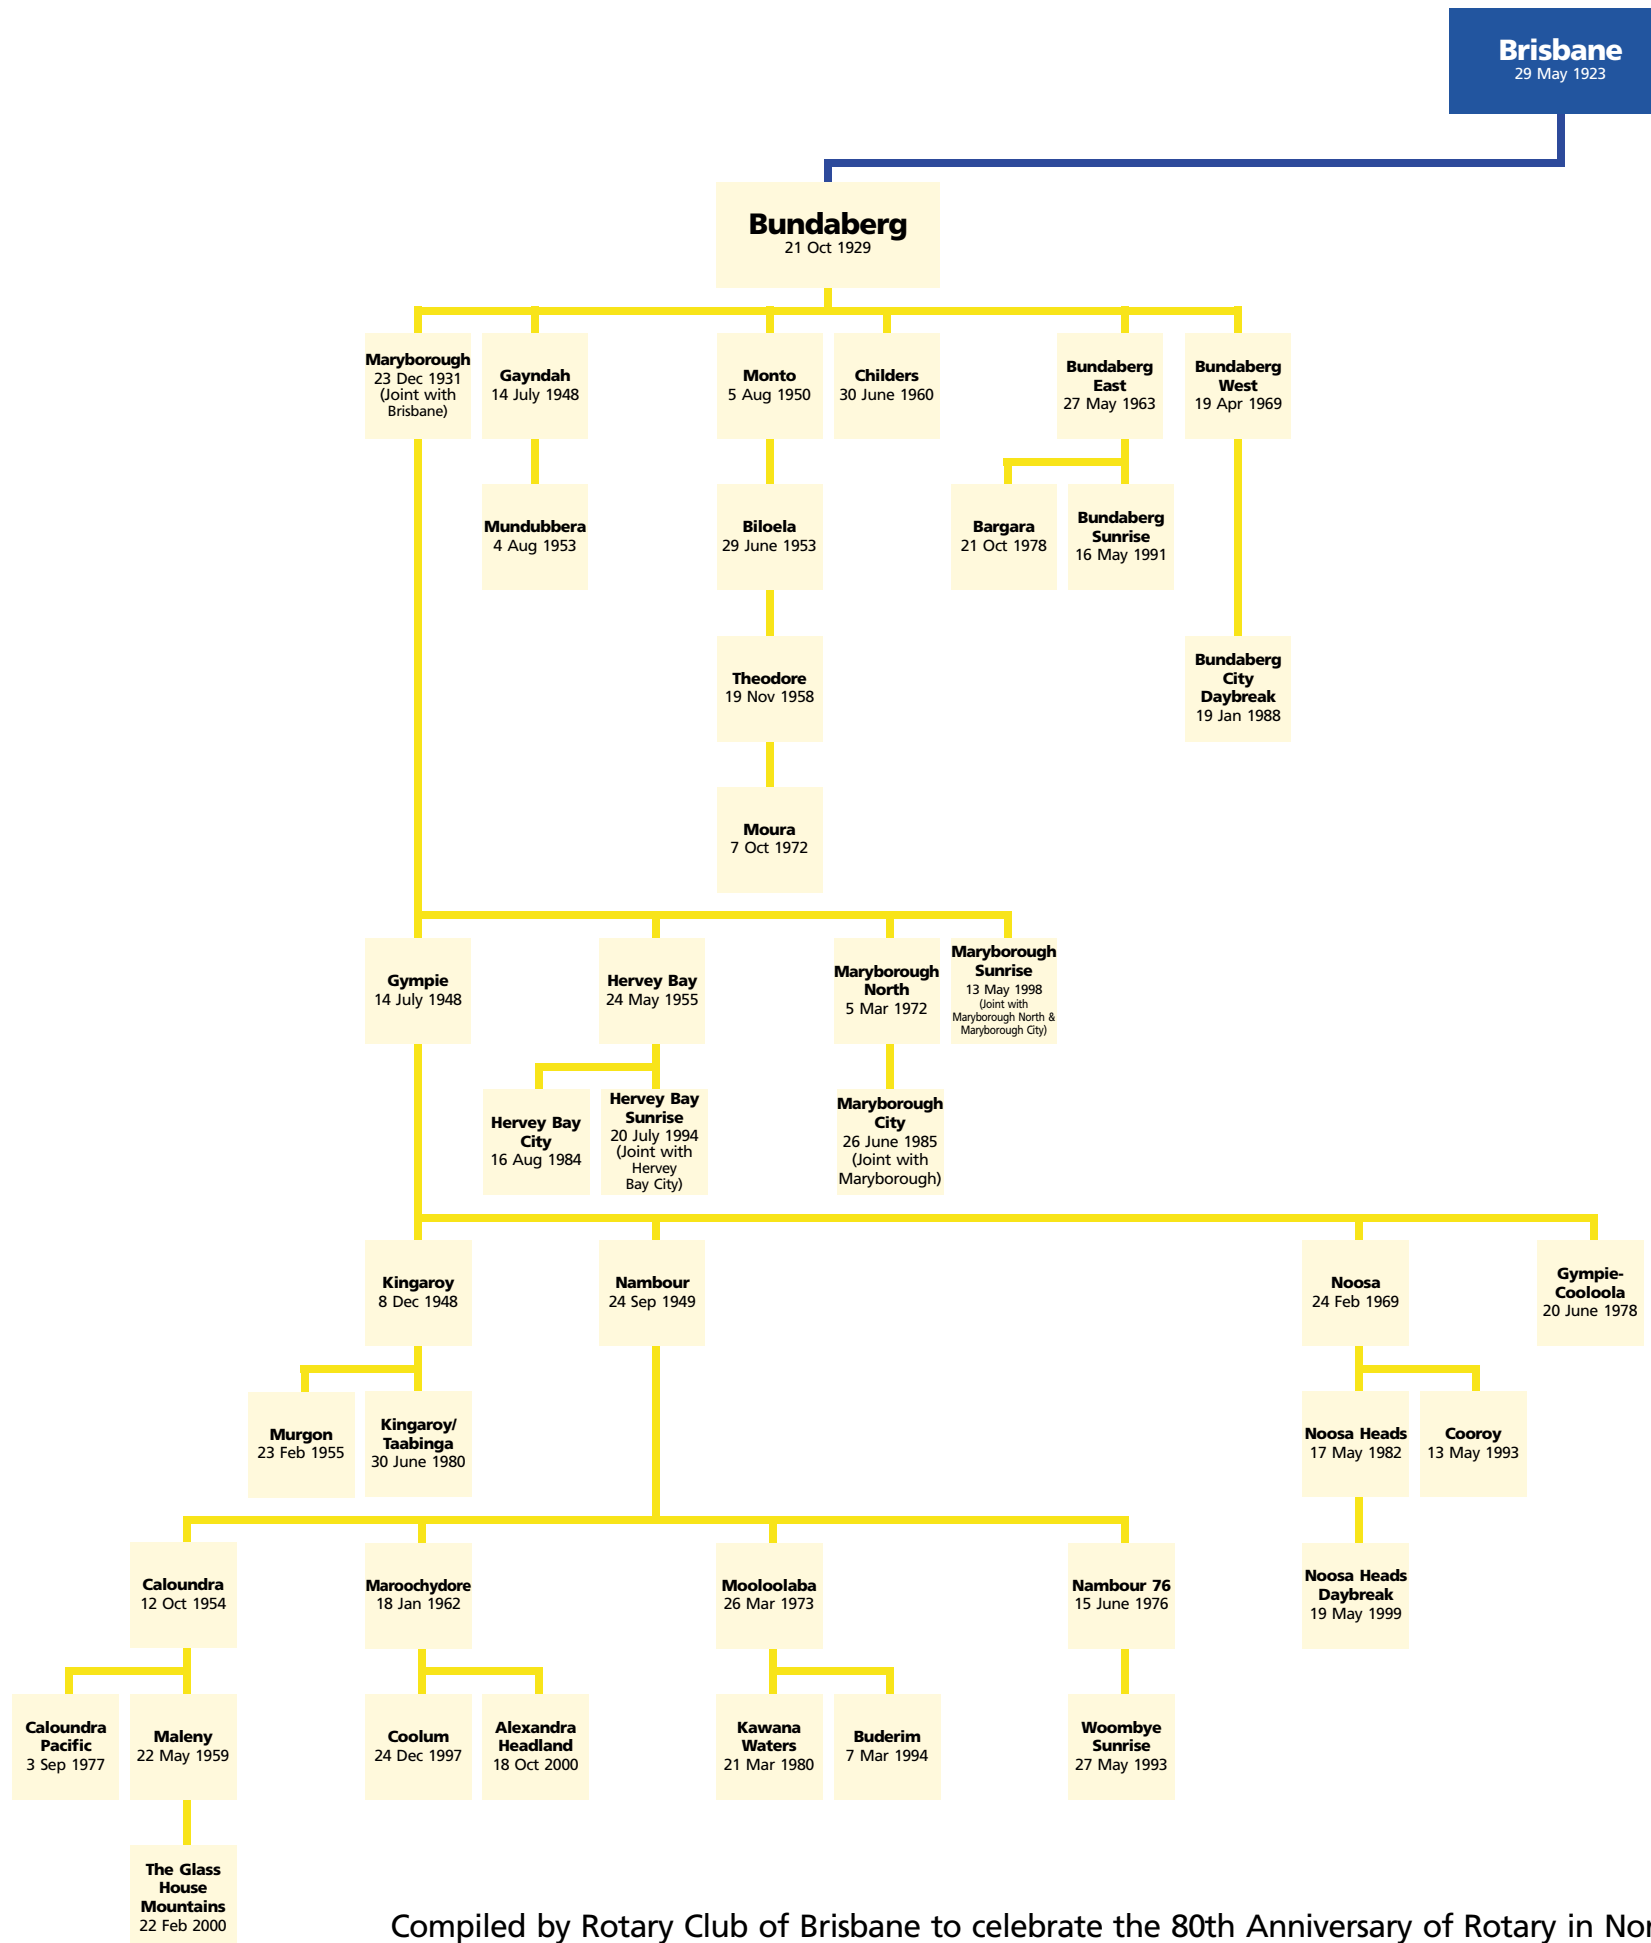 Brisbane
29 May 1923
Bundaberg
21 Oct 1929
Maryborough
23 Dec 1931
(Joint with
Brisbane)
Gayndah
14 July 1948
Monto
5 Aug 1950
Childers
30 June 1960
Bundaberg
East
27 May 1963
Bundaberg
West
19 Apr 1969
Mundubbera
4 Aug 1953
Biloela
29 June 1953
Bargara
21 Oct 1978
Bundaberg
Sunrise
16 May 1991
Theodore
19 Nov 1958
Bundaberg
City
Daybreak
19 Jan 1988
Moura
7 Oct 1972
Gympie
14 July 1948
Hervey Bay
24 May 1955
Maryborough
North
5 Mar 1972
Maryborough
Sunrise
13 May 1998
(Joint with
Maryborough North &
Maryborough City)
Hervey Bay
City
16 Aug 1984
Hervey Bay
Sunrise
20 July 1994
(Joint with
Hervey
Bay City)
Maryborough
City
26 June 1985
(Joint with
Maryborough)
Kingaroy
8 Dec 1948
Nambour
24 Sep 1949
Noosa
24 Feb 1969
Gympie-
Cooloola
20 June 1978
Murgon
23 Feb 1955
Kingaroy/
Taabinga
30 June 1980
Noosa Heads
17 May 1982
Cooroy
13 May 1993
Caloundra
12 Oct 1954
Maroochydore
18 Jan 1962
Mooloolaba
26 Mar 1973
Nambour 76
15 June 1976
Noosa Heads
Daybreak
19 May 1999
Caloundra
Pacific
3 Sep 1977
Maleny
22 May 1959
Coolum
24 Dec 1997
Alexandra
Headland
18 Oct 2000
Kawana
Waters
21 Mar 1980
Buderim
7 Mar 1994
Woombye
Sunrise
27 May 1993
The Glass
House
Mountains
22 Feb 2000
Compiled by Rotary Club of Brisbane to celebrate the 80th Anniversary of Rotary in